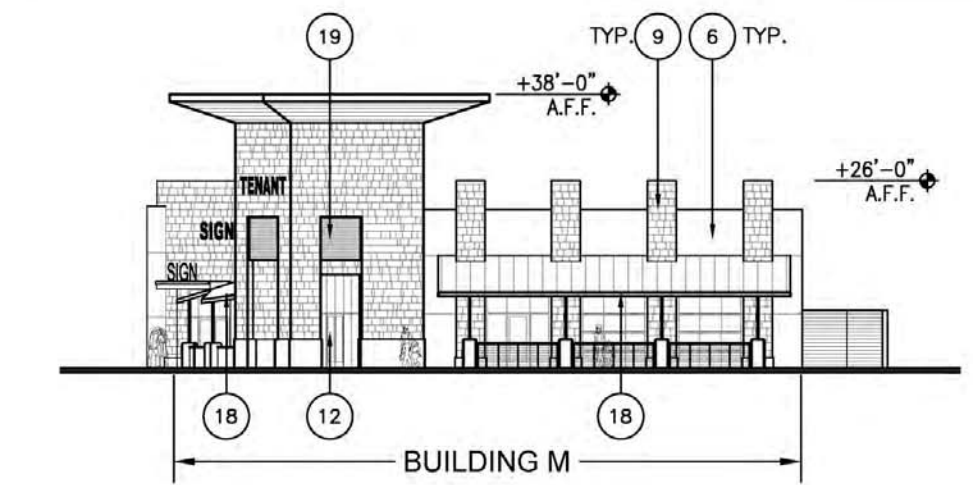 19
TYP. 9
6 TYP.
+38'-0"
A.F.F.
+26'-0"
A.F.F.
TENANT
SIGN
SIGN
18
12
18
BUILDING M